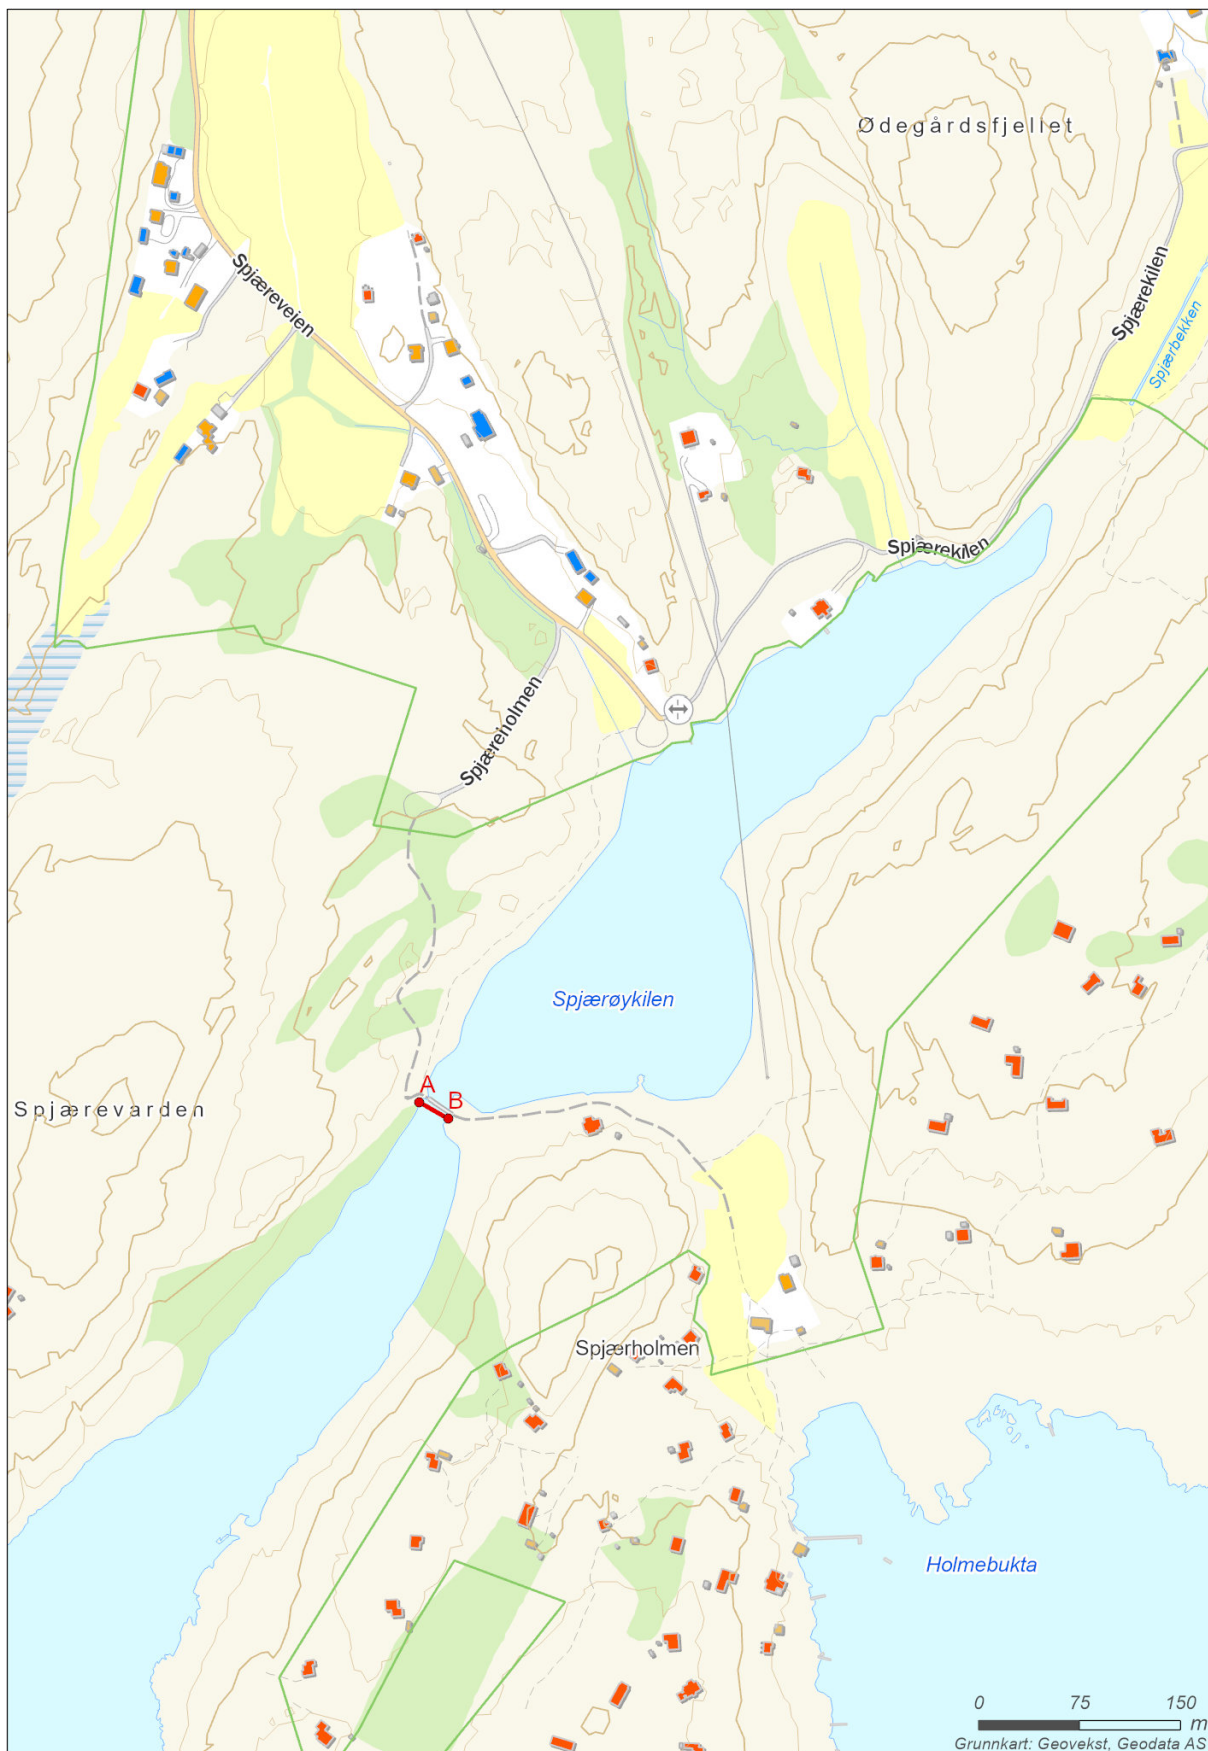 Ødegårdsfjellet
Spjæreveien
Spjærekilen
Spjærbekken
Spjærekilen
Spjæreholmen
Spjærøykilen
A
B
Spjærevarden
Spjærholmen
Holmebukta
0 75 150
m
Grunnkart: Geovekst, Geodata AS